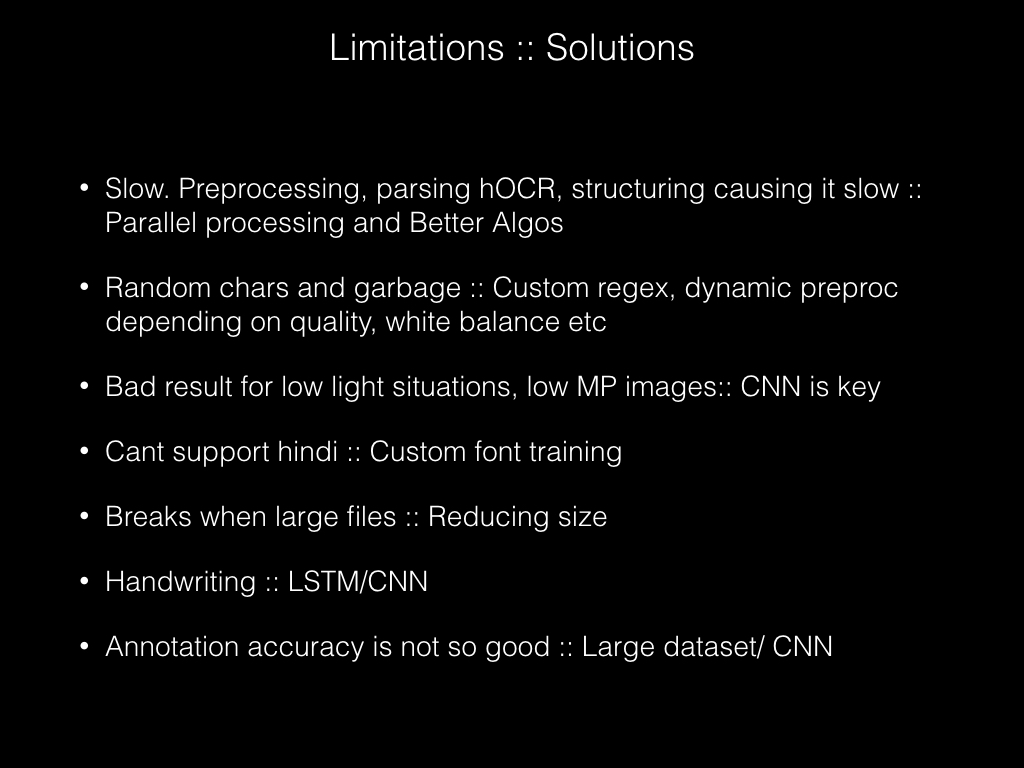 Limitations :: Solutions
• Slow. Preprocessing, parsing hOCR, structuring causing it slow ::
Parallel processing and Better Algos
• Random chars and garbage :: Custom regex, dynamic preproc
depending on quality, white balance etc
• Bad result for low light situations, low MP images:: CNN is key
• Cant support hindi :: Custom font training
• Breaks when large files :: Reducing size
• Handwriting :: LSTM/CNN
• Annotation accuracy is not so good :: Large dataset/ CNN